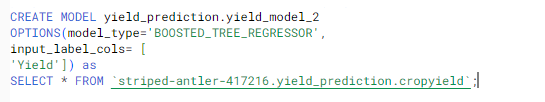 CREATE MODEL yield_prediction.yield_model_2
OPTIONS(model_type='BOOSTED_TREE_REGRESSOR',
input_label_cols= [
'Yield']) as
SELECT * FROM `striped-antler-417216.yield_prediction.cropyield`;